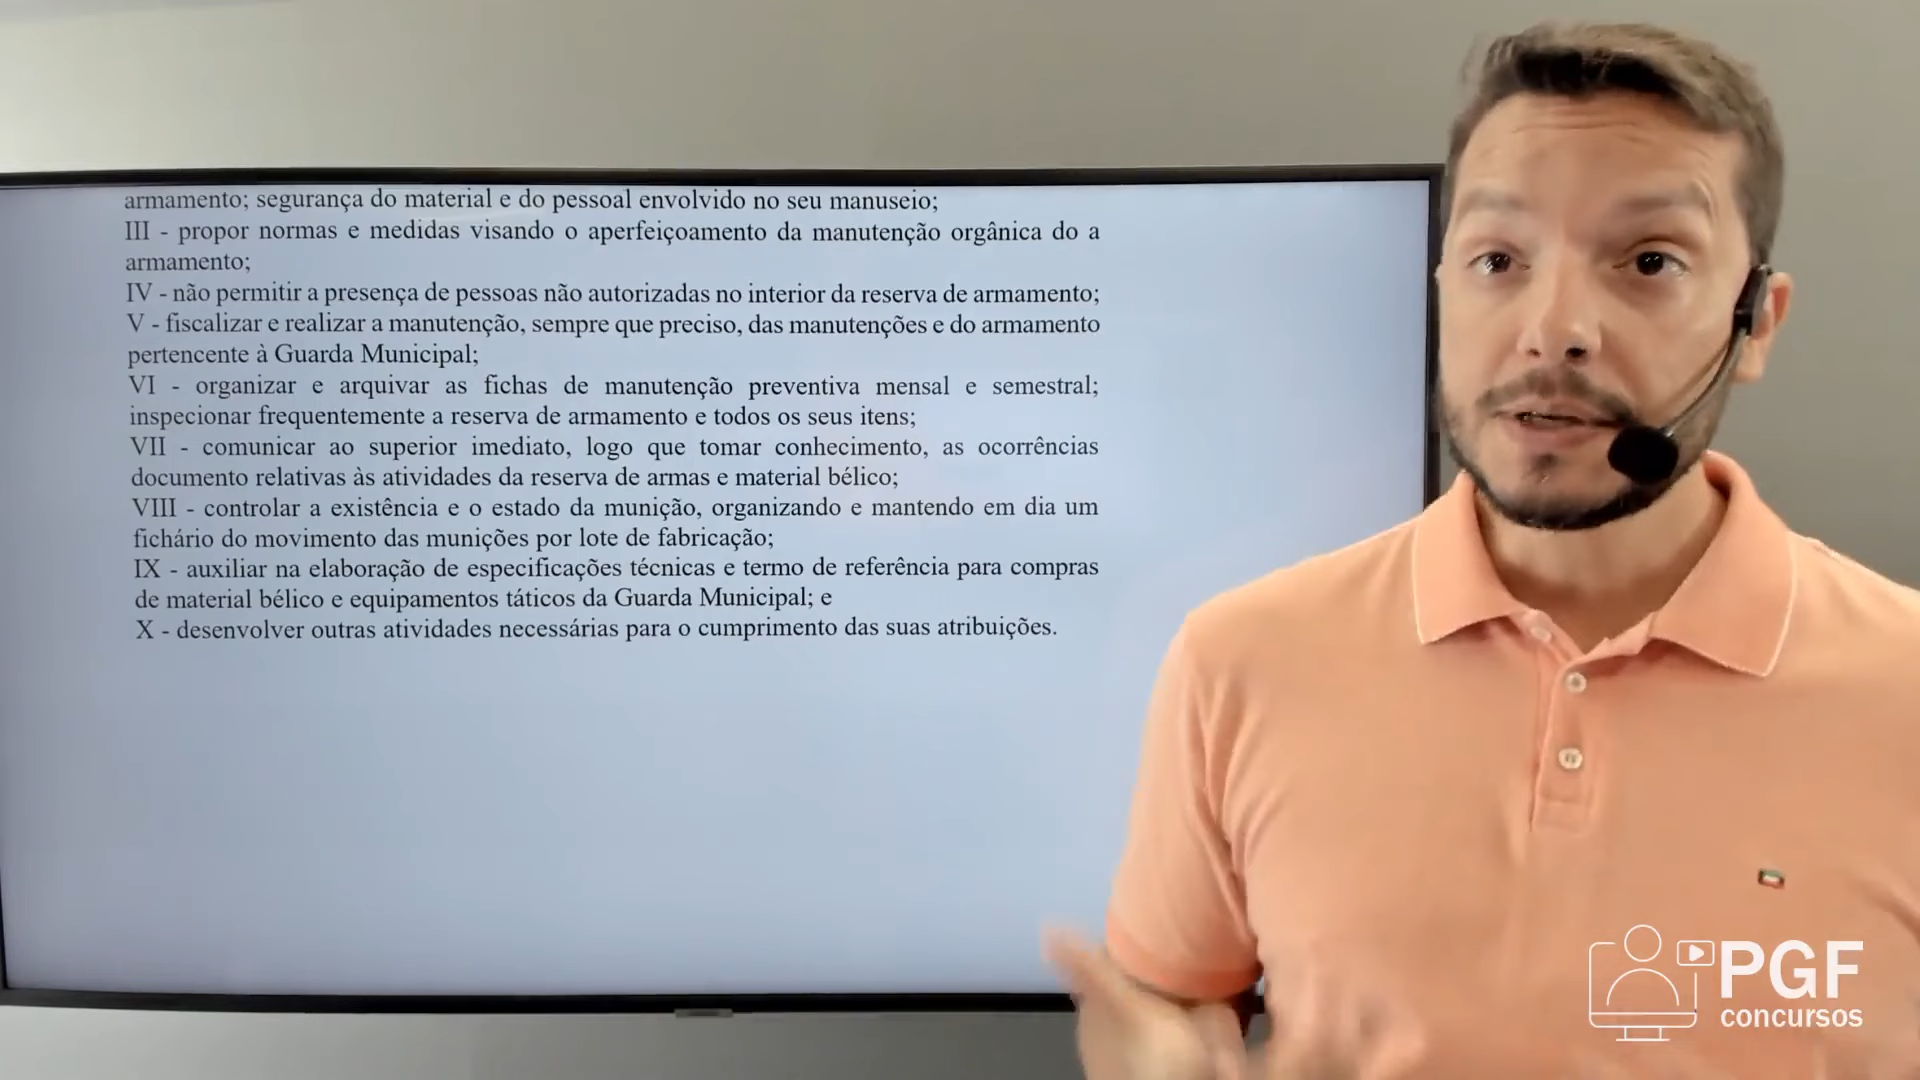 armamento; segurança do material e do pessoal envolvido no seu manuseio;
III - propor normas e medidas visando o aperfeiçoamento da manutenção orgânica do a
armamento;
IV - não permitir a presença de pessoas não autorizadas no interior da reserva de armamento;
V - fiscalizar e realizar a manutenção, sempre que preciso, das manutenções e do armamento
pertencente à Guarda Municipal;
VI - organizar e arquivar as fichas de manutenção preventiva mensal e semestral;
inspecionar frequentemente a reserva de armamento e todos os seus itens;
VII - comunicar ao superior imediato, logo que tomar conhecimento, as ocorrências
documento relativas às atividades da reserva de armas e material bélico;
VIII - controlar a existência e o estado da munição, organizando e mantendo em dia um
fichário do movimento das munições por lote de fabricação;
IX - auxiliar na elaboração de especificações técnicas e termo de referência para compras
de material bélico e equipamentos táticos da Guarda Municipal; e
X - desenvolver outras atividades necessárias para o cumprimento das suas atribuições.
PGF
concursos